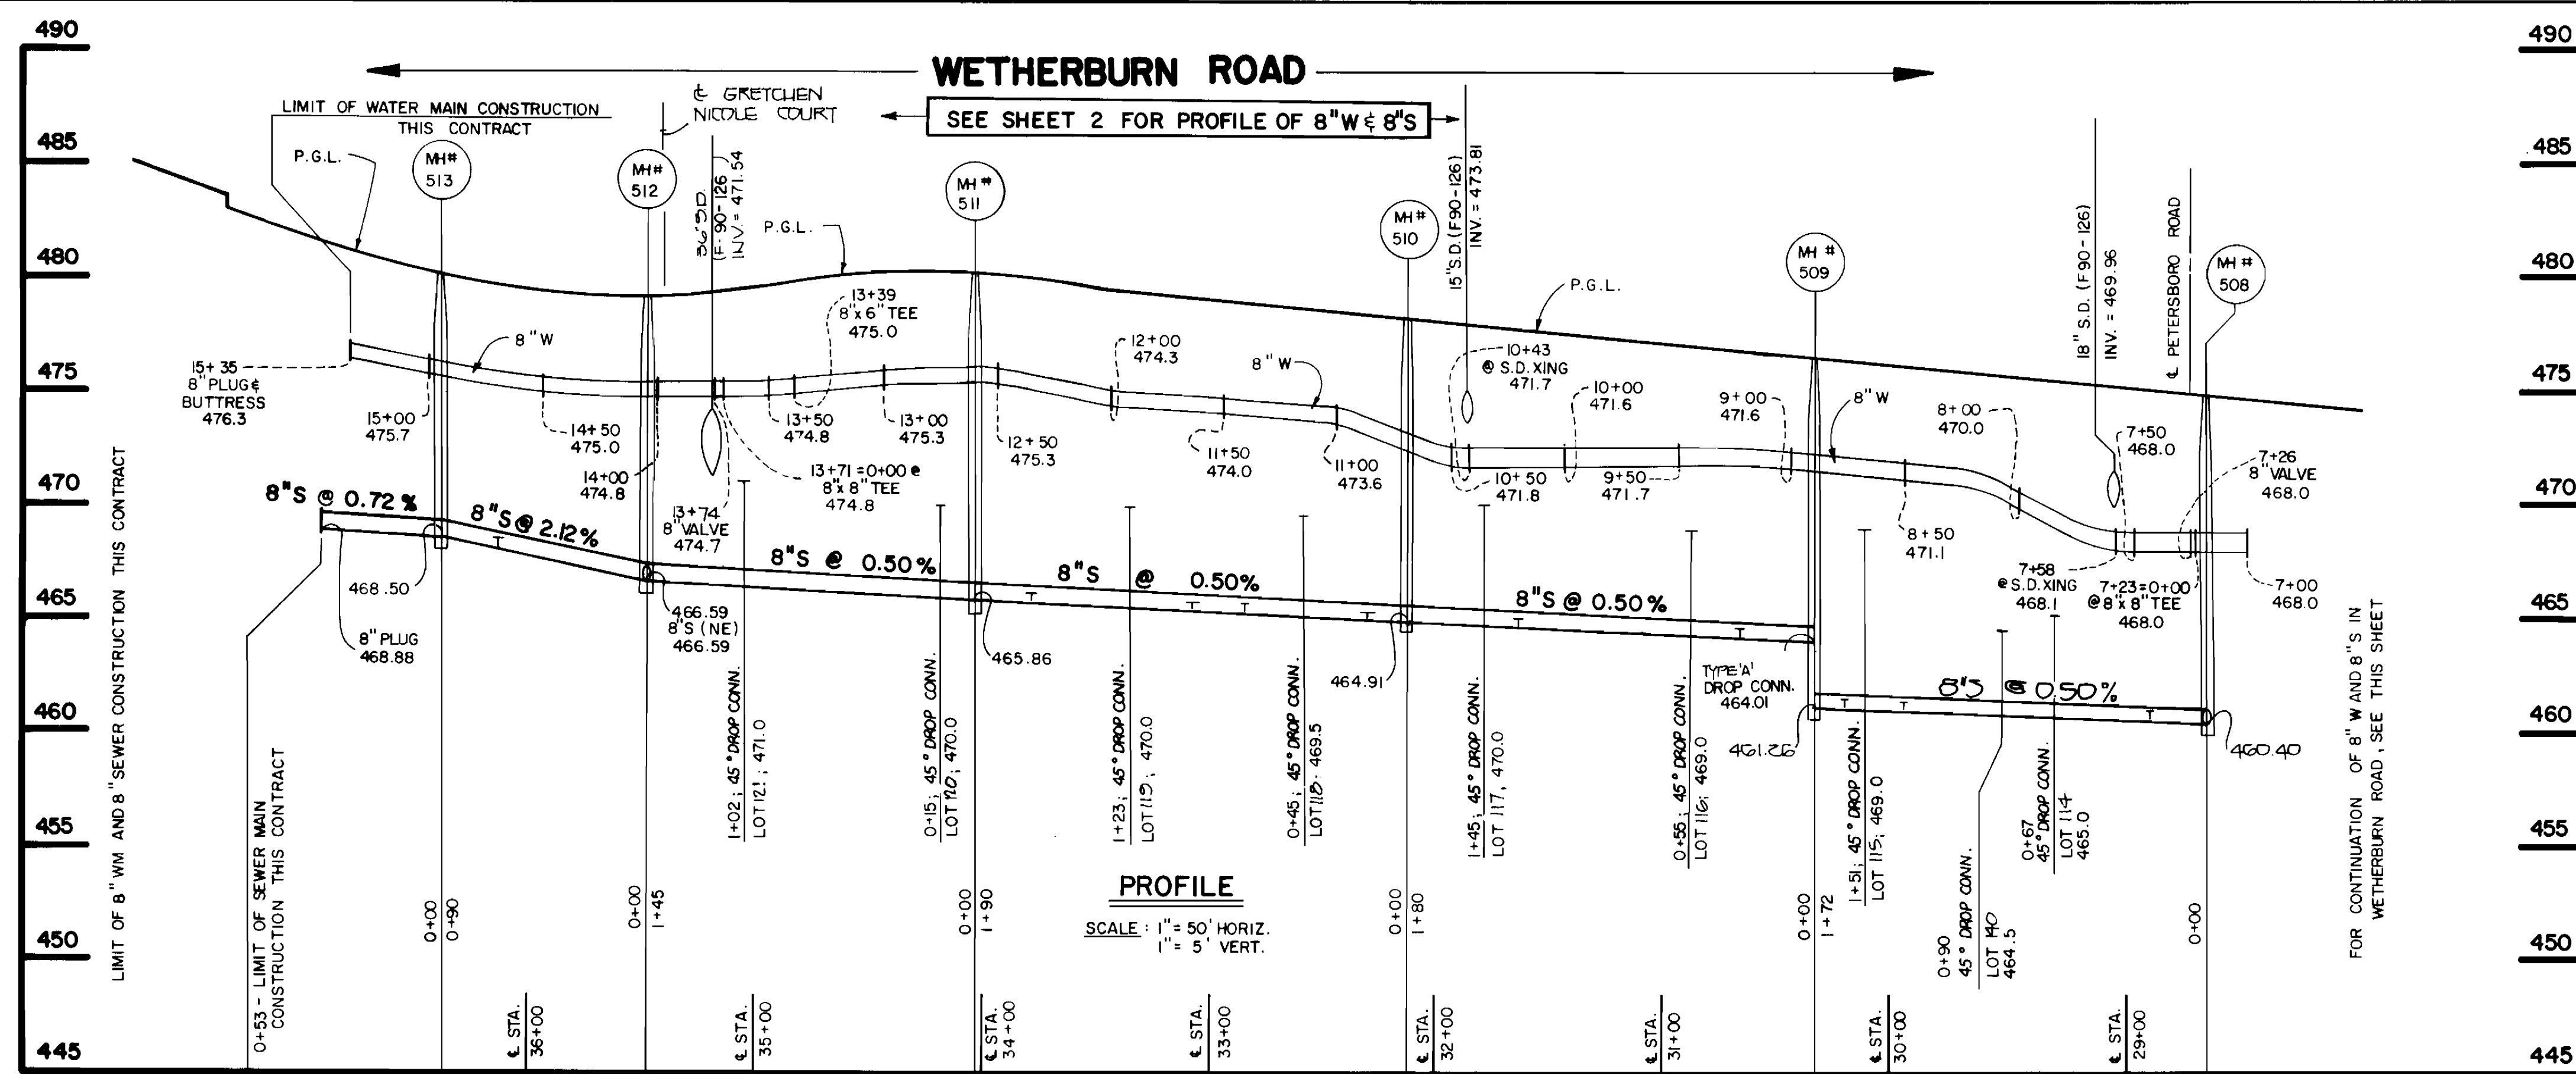 490
490
WETHERBURN ROAD
LIMIT OF WATER MAIN CONSTRUCTION
THIS CONTRACT
℄ GRETCHEN
NICOLE COURT
SEE SHEET 2 FOR PROFILE OF 8"W & 8"S
485
485
P.G.L.
MH#
513
MH#
512
36"S.D.
(F-90-126
INV. = 471.54
P.G.L.
MH#
511
MH#
510
15"S.D.(F90-126)
INV. = 473.81
P.G.L.
MH #
509
18" S.D. (F90-126)
INV. = 469.96
℄ PETERSBORO ROAD
MH #
508
480
480
15+35
8" PLUG &
BUTTRESS
476.3
8"W
15+00
475.7
14+50
475.0
14+00
474.8
13+74
8" VALVE
474.7
13+71=0+00 @
8"x 8" TEE
474.8
13+50
474.8
13+39
8"x 6" TEE
475.0
13+00
475.3
12+50
475.3
12+00
474.3
11+50
474.0
8"W
11+00
473.6
10+50
471.8
10+43
@ S.D. XING
471.7
10+00
471.6
9+50
471.7
9+00
471.6
8"W
8+50
471.1
8+00
470.0
7+58
@ S.D. XING
468.1
7+50
468.0
7+26
8" VALVE
468.0
7+23=0+00
@ 8"x 8" TEE
468.0
7+00
468.0
475
475
470
470
8"S @ 0.72%
8"S @ 2.12%
8"S @ 0.50%
8"S @ 0.50%
8"S @ 0.50%
8"S @ 0.50%
465
465
8" PLUG
468.88
468.50
466.59
8"S (NE)
466.59
465.86
464.91
TYPE 'A'
DROP CONN.
464.01
461.26
460.40
460
460
LIMIT OF 8" WM AND 8" SEWER CONSTRUCTION THIS CONTRACT
0+53 - LIMIT OF SEWER MAIN
CONSTRUCTION THIS CONTRACT
1+02; 45° DROP CONN.
LOT 121; 471.0
0+15; 45° DROP CONN.
LOT 120; 470.0
1+23; 45° DROP CONN.
LOT 119; 470.0
0+45; 45° DROP CONN.
LOT 118; 469.5
1+45; 45° DROP CONN.
LOT 117, 470.0
0+55; 45° DROP CONN.
LOT 116; 469.0
1+51; 45° DROP CONN.
LOT 115; 469.0
0+90
45° DROP CONN.
LOT 140
464.5
0+67
45° DROP CONN.
LOT 114
465.0
FOR CONTINUATION OF 8" W AND 8"S IN
WETHERBURN ROAD, SEE THIS SHEET
455
455
PROFILE
SCALE : 1"= 50' HORIZ.
1"= 5' VERT.
0+00
0+90
0+00
1+45
0+00
1+90
0+00
1+80
0+00
1+72
0+00
450
450
℄ STA.
36+00
℄ STA.
35+00
℄ STA.
34+00
℄ STA.
33+00
℄ STA.
32+00
℄ STA.
31+00
℄ STA.
30+00
℄ STA.
29+00
445
445